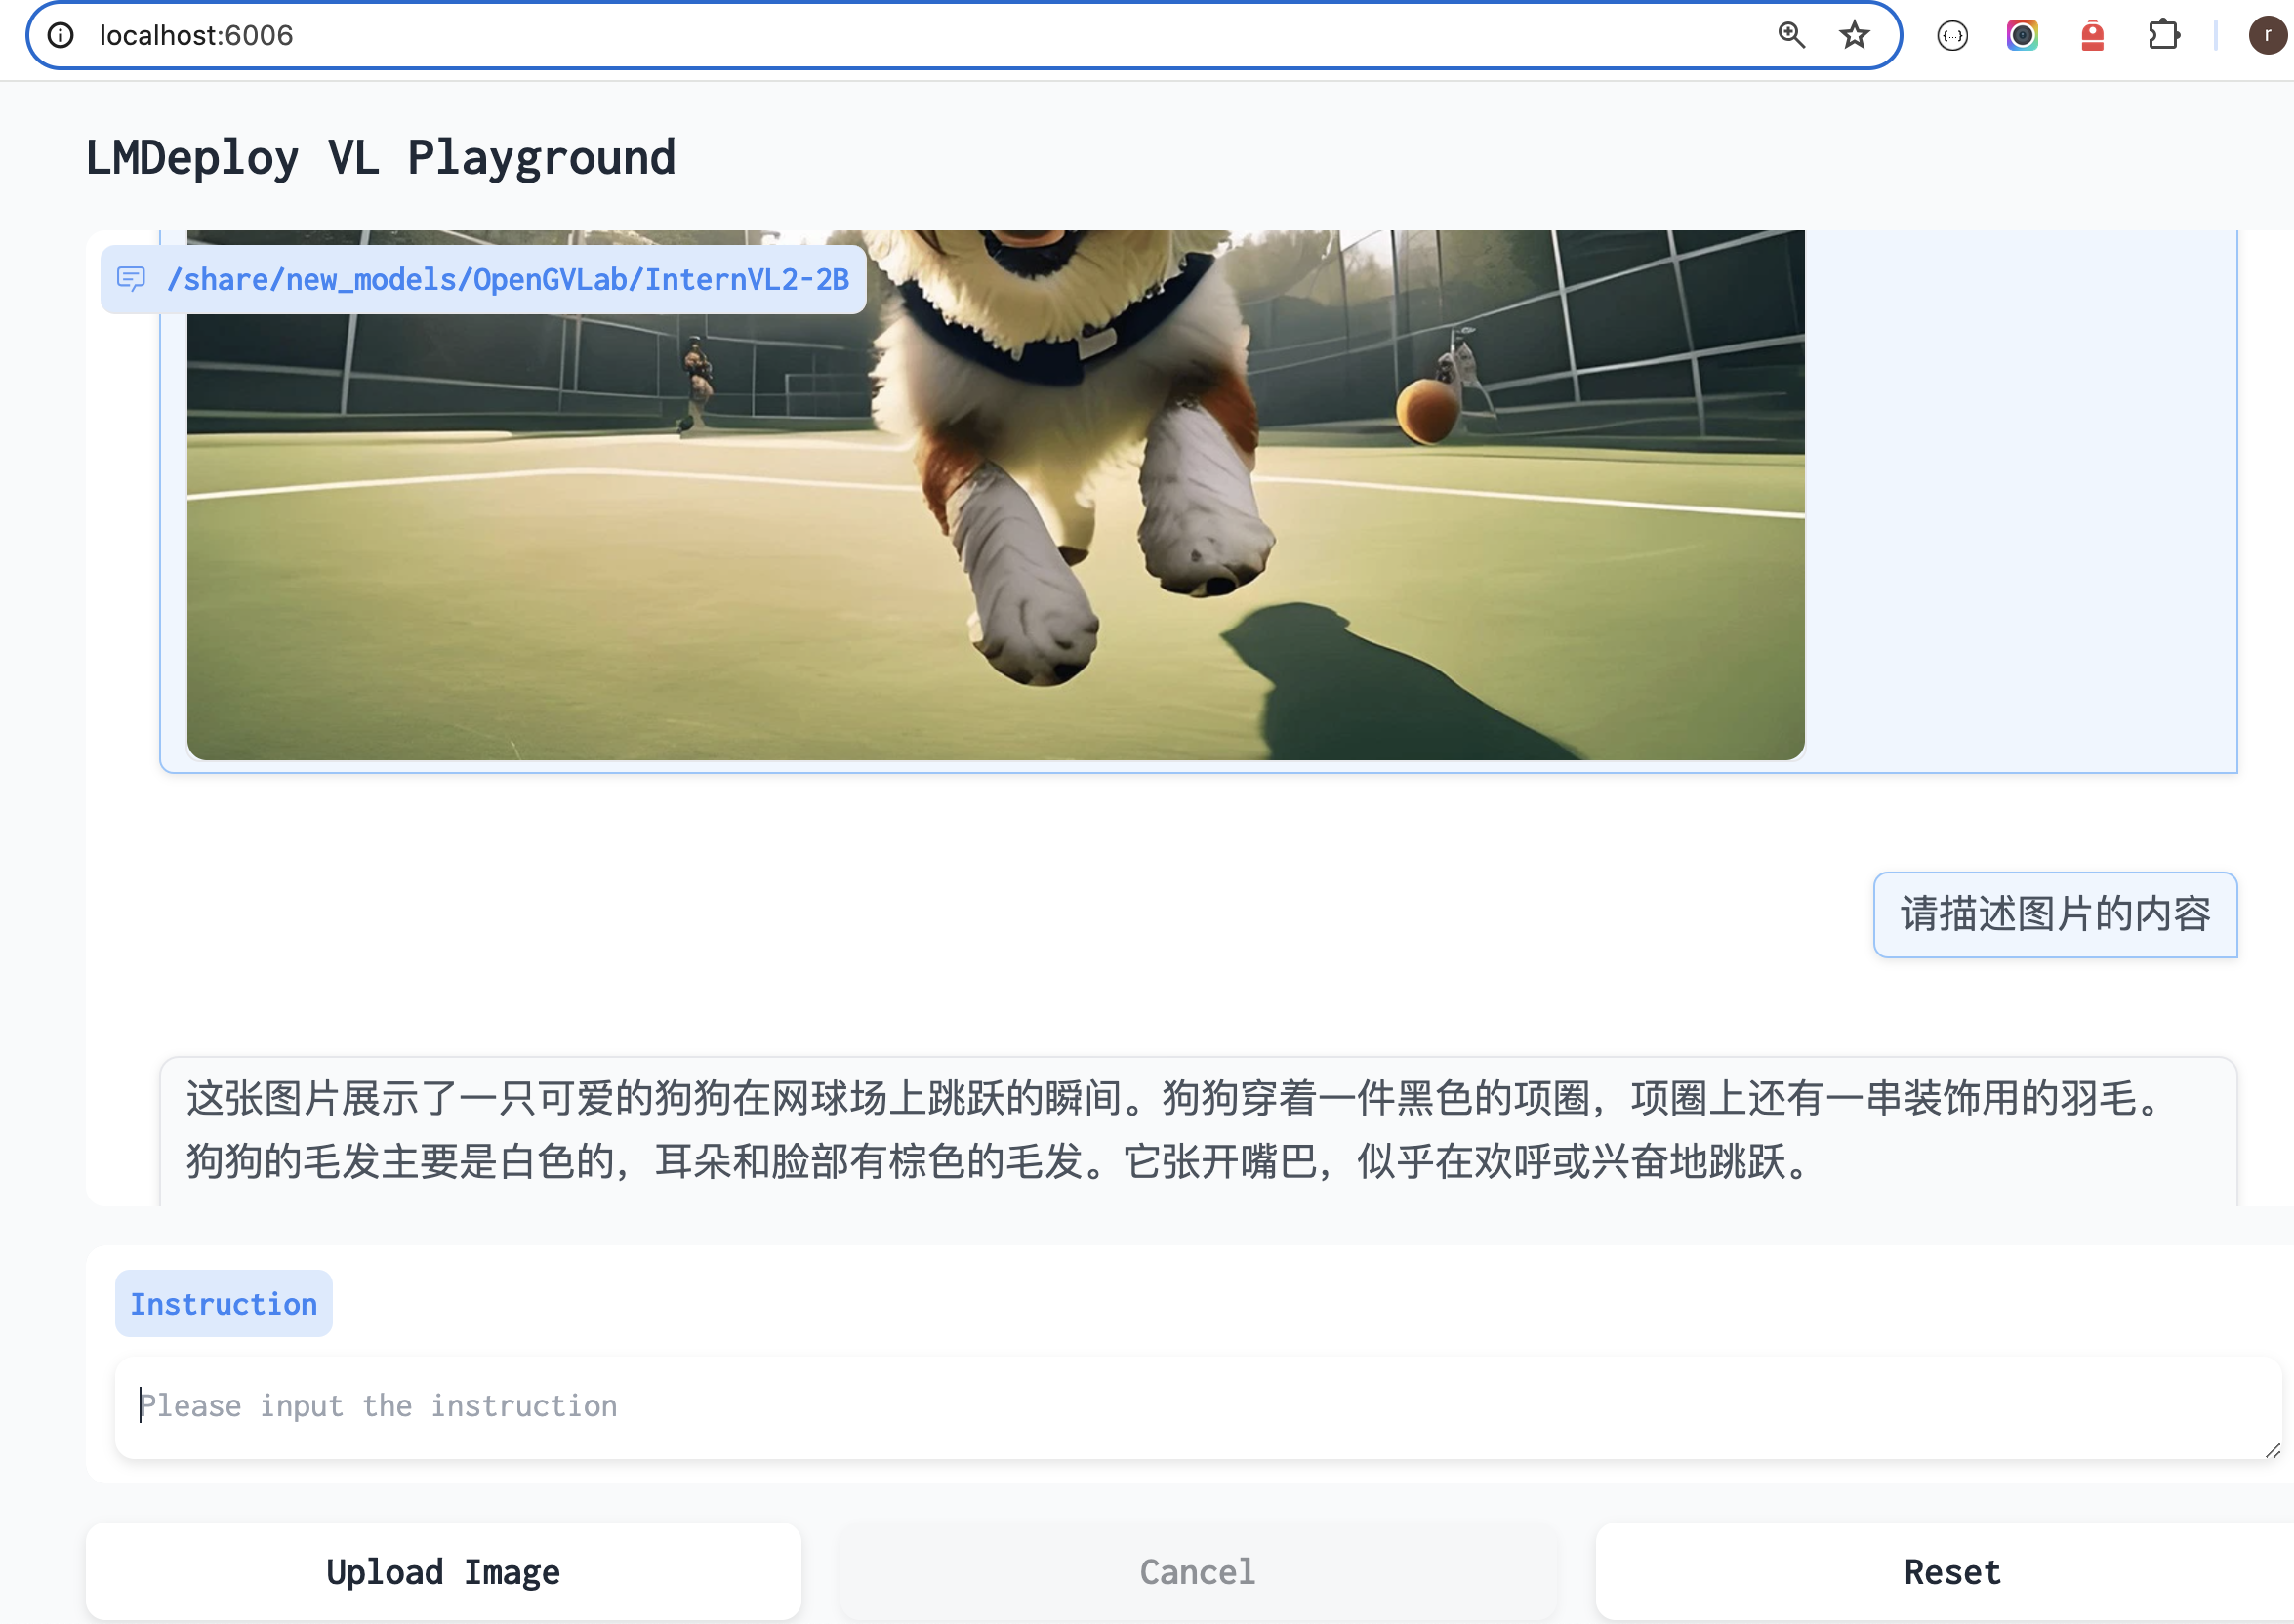 localhost:6006
r
LMDeploy VL Playground
/share/new_models/OpenGVLab/InternVL2-2B
请描述图片的内容
这张图片展示了一只可爱的狗狗在网球场上跳跃的瞬间。狗狗穿着一件黑色的项圈，项圈上还有一串装饰用的羽毛。
狗狗的毛发主要是白色的，耳朵和脸部有棕色的毛发。它张开嘴巴，似乎在欢呼或兴奋地跳跃。
Instruction
Please input the instruction
Upload Image
Cancel
Reset